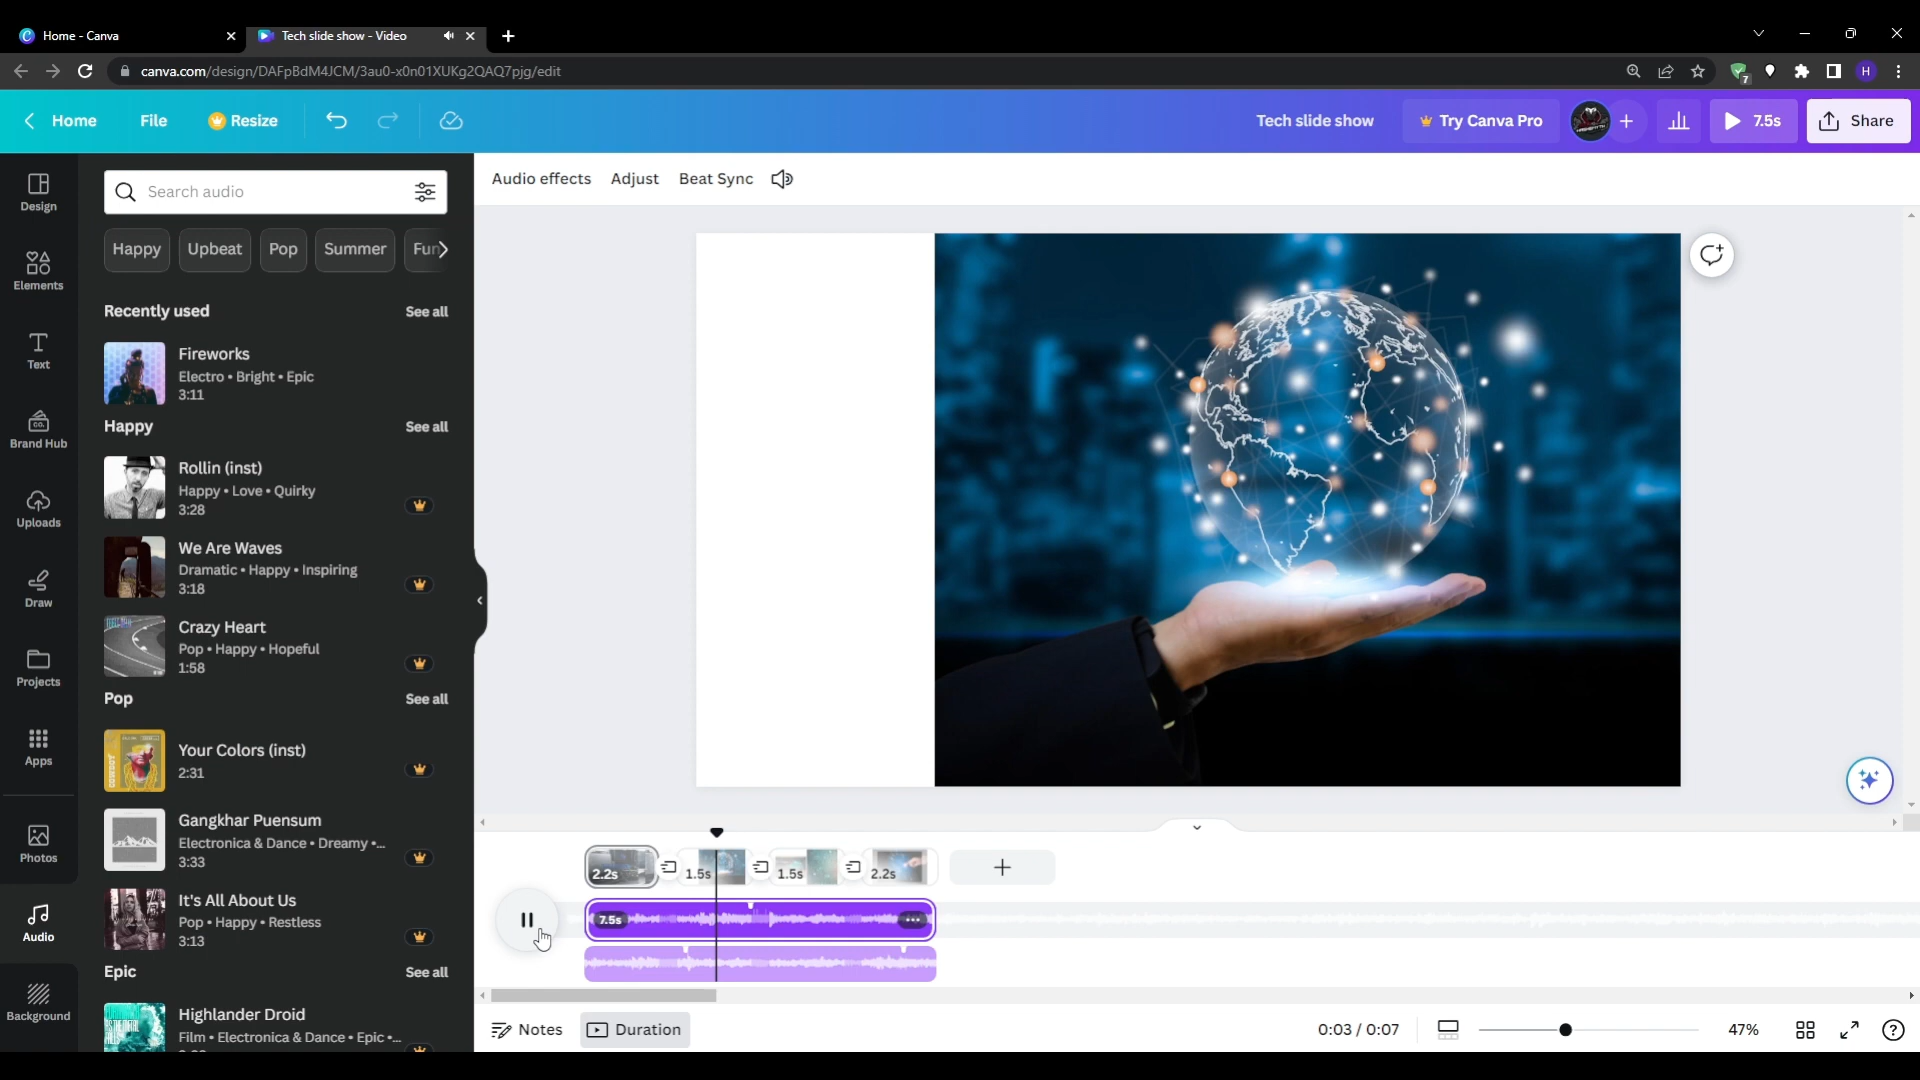 Home - Canva
Tech slide show - Video
canva.com/design/DAFpBdM4JCM/3au0-x0n01XUKg2QAQ7pjg/edit
7
H
Home
File
Resize
Tech slide show
Try Canva Pro
7.5s
Share
Design
Elements
Text
Brand Hub
Uploads
Draw
Projects
Apps
Photos
Audio
Background
Search audio
Happy
Upbeat
Pop
Summer
Fun
Recently used
See all
Fireworks
Electro • Bright • Epic
3:11
Happy
See all
Rollin (inst)
Happy • Love • Quirky
3:28
We Are Waves
Dramatic • Happy • Inspiring
3:18
Crazy Heart
Pop • Happy • Hopeful
1:58
Pop
See all
Your Colors (inst)
2:31
Gangkhar Puensum
Electronica & Dance • Dreamy •...
3:33
It's All About Us
Pop • Happy • Restless
3:13
Epic
See all
Highlander Droid
Film • Electronica & Dance • Epic •...
Audio effects
Adjust
Beat Sync
2.2s
1.5s
1.5s
2.2s
7.5s
Notes
Duration
0:03 / 0:07
47%